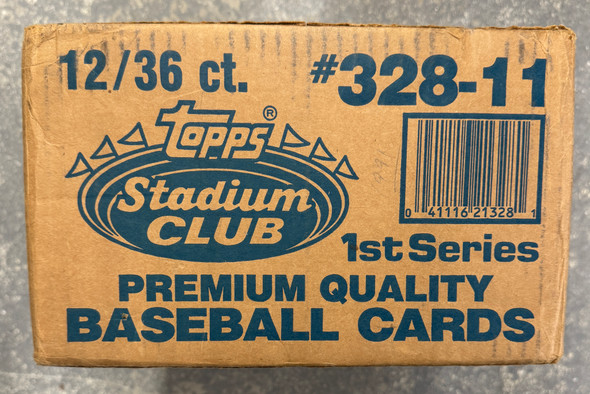 12/36 ct. #328-11
Topps®
Stadium
CLUB
0 41116 21328 1
1st Series
PREMIUM QUALITY
BASEBALL CARDS